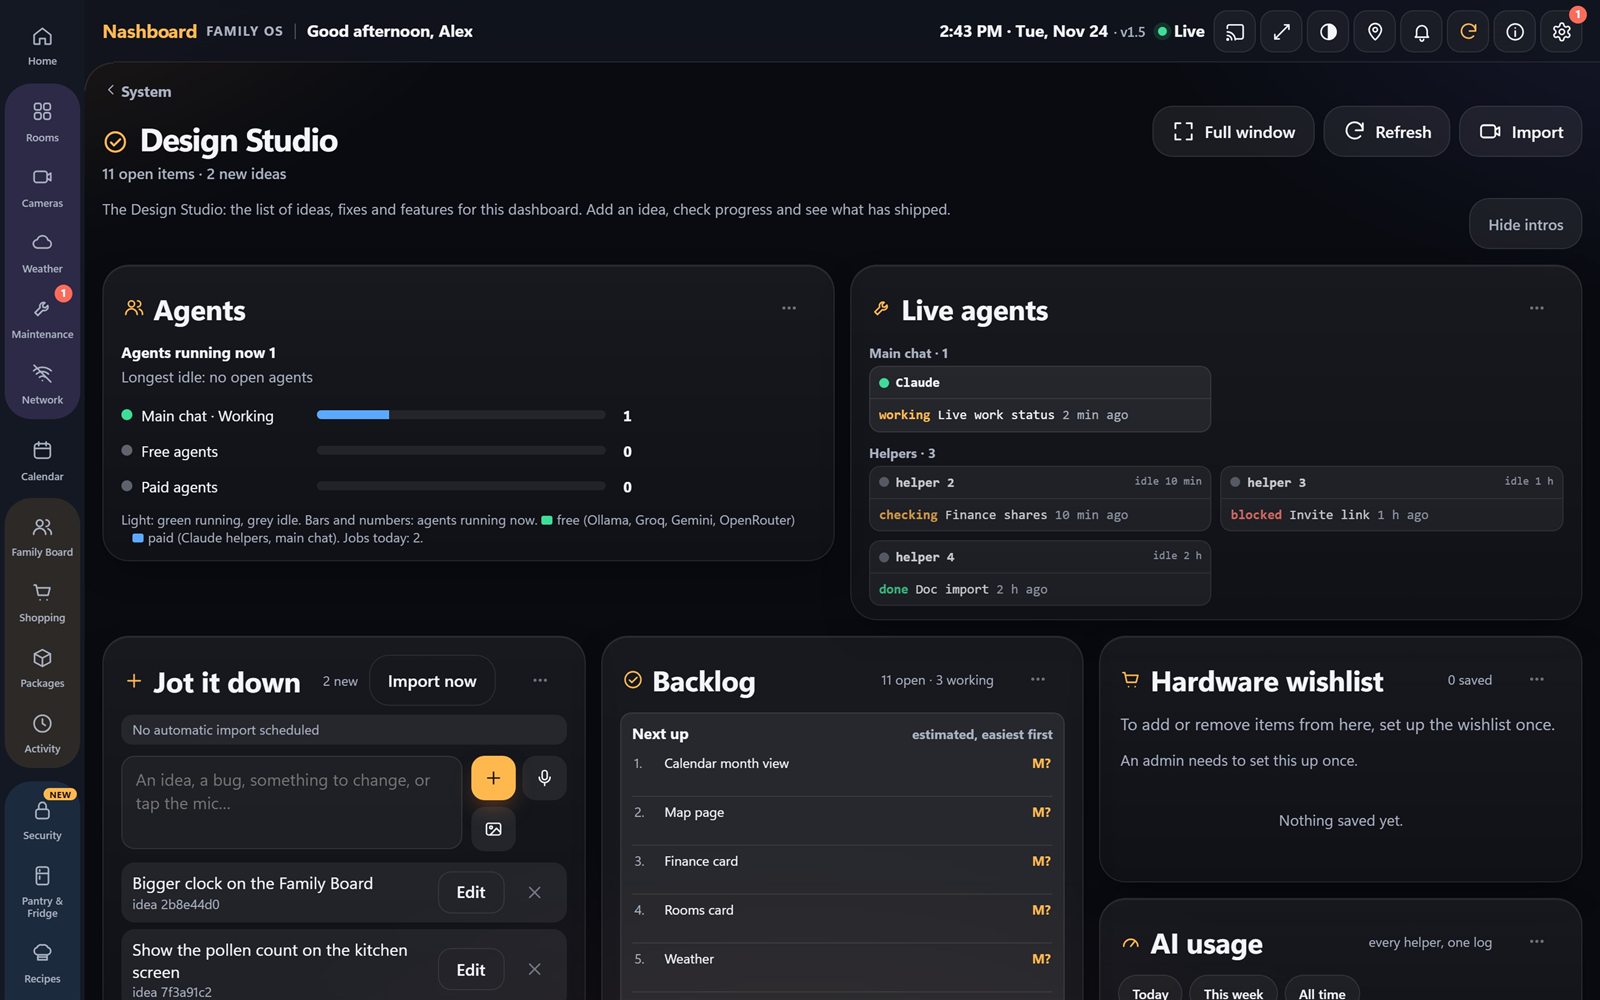 Nashboard FAMILY OS
Good afternoon, Alex
2:43 PM · Tue, Nov 24 · v1.5 Live
1
Home
Rooms
Cameras
Weather
1
Maintenance
Network
Calendar
Family Board
Shopping
Packages
Activity
NEW
Security
Pantry &
Fridge
Recipes
System
Design Studio
11 open items · 2 new ideas
The Design Studio: the list of ideas, fixes and features for this dashboard. Add an idea, check progress and see what has shipped.
Full window
Refresh
Import
Hide intros
Agents
Agents running now 1
Longest idle: no open agents
Main chat · Working 1
Free agents 0
Paid agents 0
Light: green running, grey idle. Bars and numbers: agents running now. free (Ollama, Groq, Gemini, OpenRouter)
paid (Claude helpers, main chat). Jobs today: 2.
Live agents
Main chat · 1
Claude
working Live work status 2 min ago
Helpers · 3
helper 2 idle 10 min
checking Finance shares 10 min ago
helper 3 idle 1 h
blocked Invite link 1 h ago
helper 4 idle 2 h
done Doc import 2 h ago
Jot it down 2 new Import now
No automatic import scheduled
An idea, a bug, something to change, or
tap the mic...
Bigger clock on the Family Board
idea 2b8e44d0
Edit
Show the pollen count on the kitchen
screen
idea 7f3a91c2
Edit
Backlog 11 open · 3 working
Next up estimated, easiest first
1. Calendar month view M?
2. Map page M?
3. Finance card M?
4. Rooms card M?
5. Weather M?
Hardware wishlist 0 saved
To add or remove items from here, set up the wishlist once.
An admin needs to set this up once.
Nothing saved yet.
AI usage every helper, one log
Today This week All time